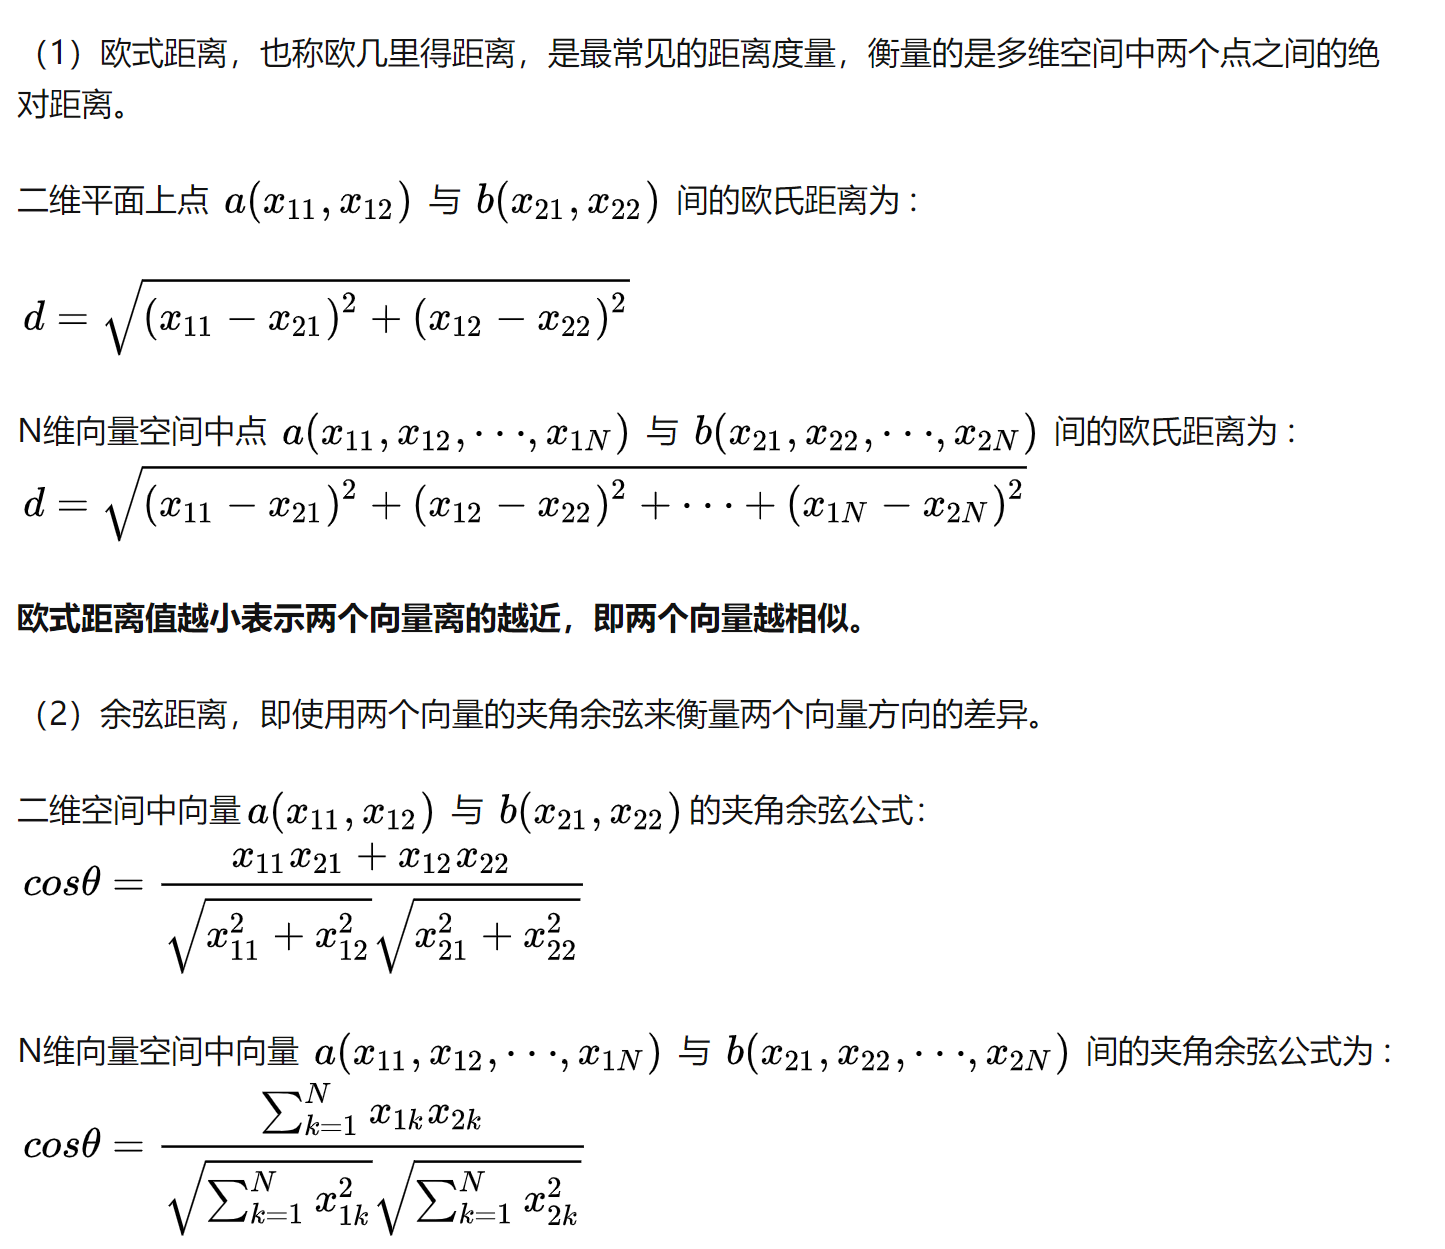 （1）欧式距离，也称欧几里得距离，是最常见的距离度量，衡量的是多维空间中两个点之间的绝
对距离。
二维平面上点 $a(x_{11},x_{12})$ 与 $b(x_{21},x_{22})$ 间的欧氏距离为：
$d=\sqrt{(x_{11}-x_{21})^2+(x_{12}-x_{22})^2}$
N维向量空间中点 $a(x_{11},x_{12},\cdots,x_{1N})$ 与 $b(x_{21},x_{22},\cdots,x_{2N})$ 间的欧氏距离为：
$d=\sqrt{(x_{11}-x_{21})^2+(x_{12}-x_{22})^2+\cdots+(x_{1N}-x_{2N})^2}$
欧式距离值越小表示两个向量离的越近，即两个向量越相似。
（2）余弦距离，即使用两个向量的夹角余弦来衡量两个向量方向的差异。
二维空间中向量 $a(x_{11},x_{12})$ 与 $b(x_{21},x_{22})$ 的夹角余弦公式：
$cos\theta=\frac{x_{11}x_{21}+x_{12}x_{22}}{\sqrt{x_{11}^2+x_{12}^2}\sqrt{x_{21}^2+x_{22}^2}}$
N维向量空间中向量 $a(x_{11},x_{12},\cdots,x_{1N})$ 与 $b(x_{21},x_{22},\cdots,x_{2N})$ 间的夹角余弦公式为：
$cos\theta=\frac{\sum_{k=1}^{N}x_{1k}x_{2k}}{\sqrt{\sum_{k=1}^{N}x_{1k}^2}\sqrt{\sum_{k=1}^{N}x_{2k}^2}}$